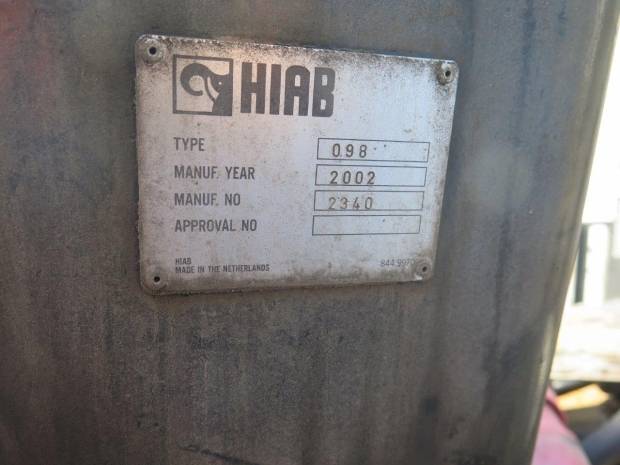 HIAB
TYPE 098
MANUF. YEAR 2002
MANUF. NO 2340
APPROVAL NO
HIAB
MADE IN THE NETHERLANDS